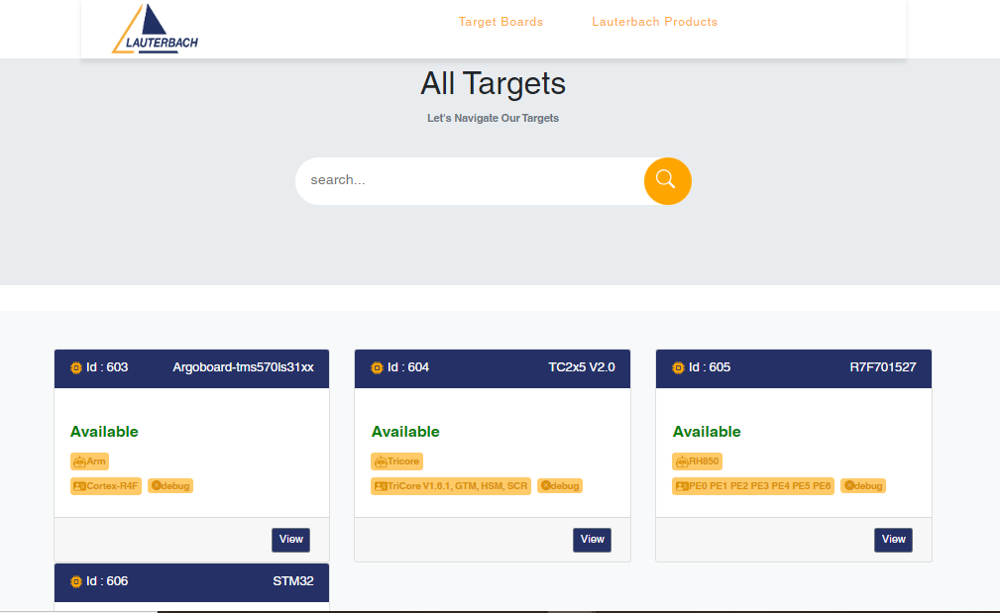 LAUTERBACH
Target Boards
Lauterbach Products
All Targets
Let's Navigate Our Targets
search...
Id : 603
Argoboard-tms570ls31xx
Available
Arm
Cortex-R4F
debug
View
Id : 604
TC2x5 V2.0
Available
Tricore
TriCore V1.6.1, GTM, HSM, SCR
debug
View
Id : 605
R7F701527
Available
RH850
PE0 PE1 PE2 PE3 PE4 PE5 PE6
debug
View
Id : 606
STM32